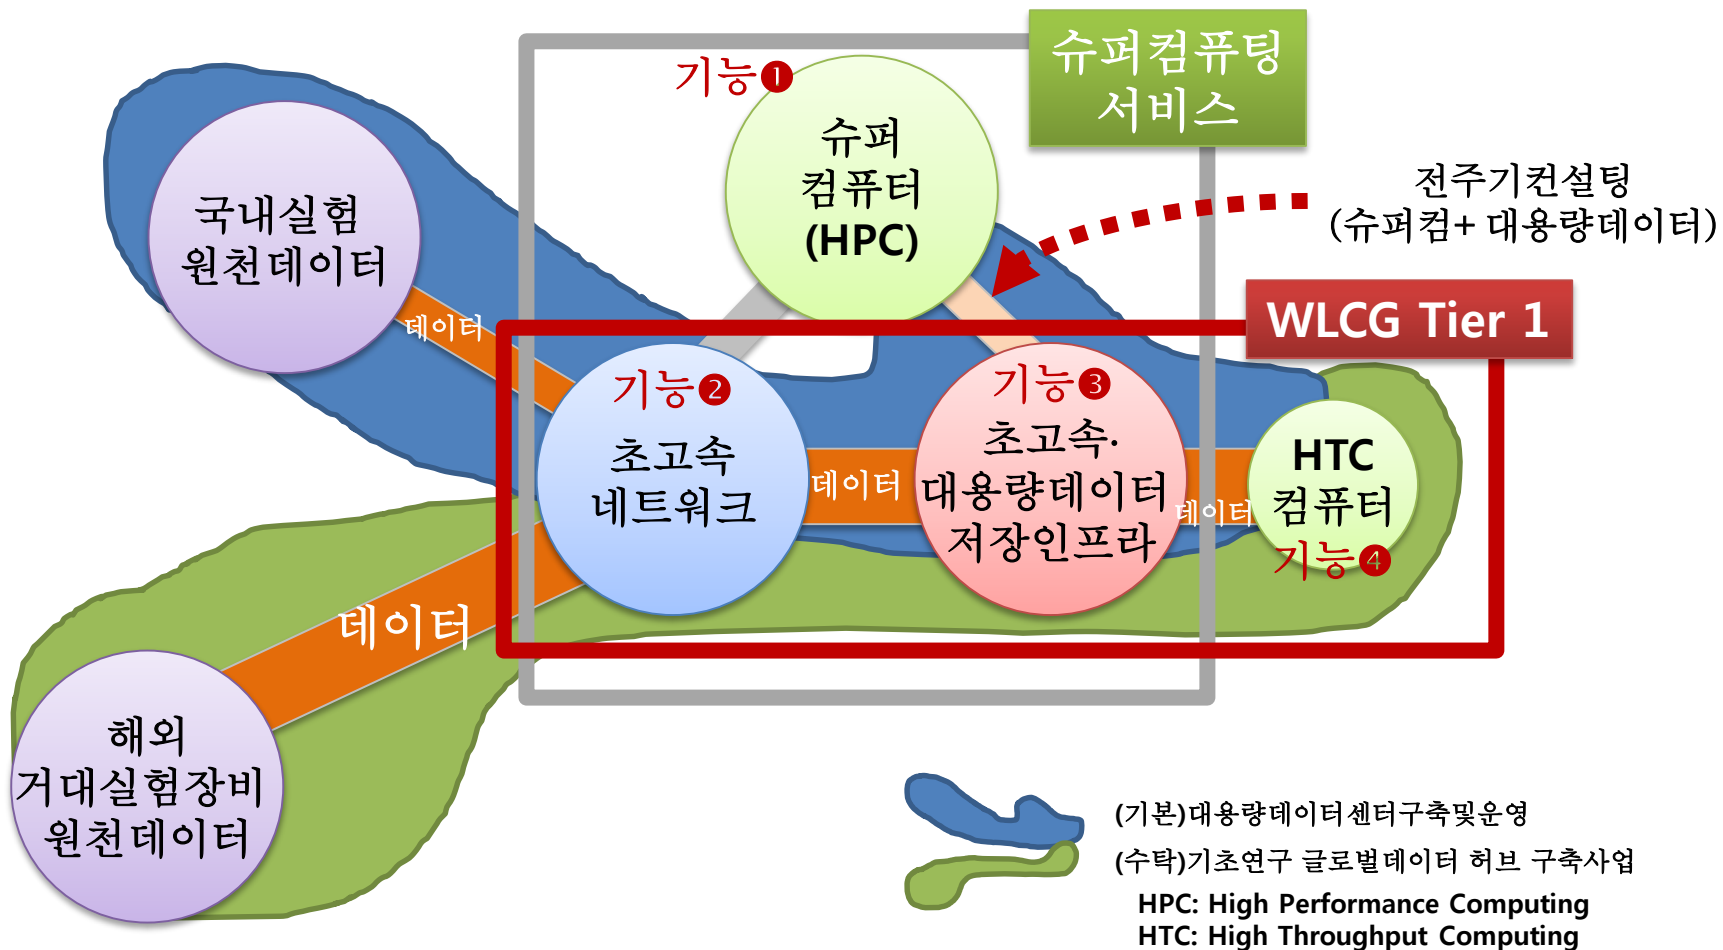 슈퍼컴퓨팅
서비스
기능❶
슈퍼
컴퓨터
(HPC)
전주기컨설팅
(슈퍼컴+ 대용량데이터)
국내실험
원천데이터
데이터
WLCG Tier 1
기능❷
초고속
네트워크
데이터
기능❸
초고속·
대용량데이터
저장인프라
데이터
HTC
컴퓨터
기능❹
데이터
해외
거대실험장비
원천데이터
(기본)대용량데이터센터구축및운영
(수탁)기초연구 글로벌데이터 허브 구축사업
HPC: High Performance Computing
HTC: High Throughput Computing